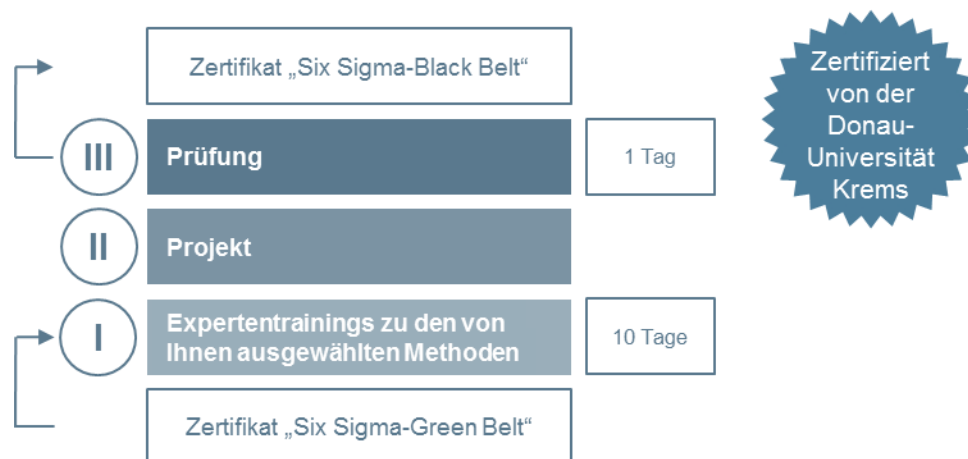 Zertifikat „Six Sigma-Black Belt“
Zertifiziert
von der
Donau-
Universität
Krems
III
Prüfung
1 Tag
II
Projekt
I
Expertentrainings zu den von
Ihnen ausgewählten Methoden
10 Tage
Zertifikat „Six Sigma-Green Belt“